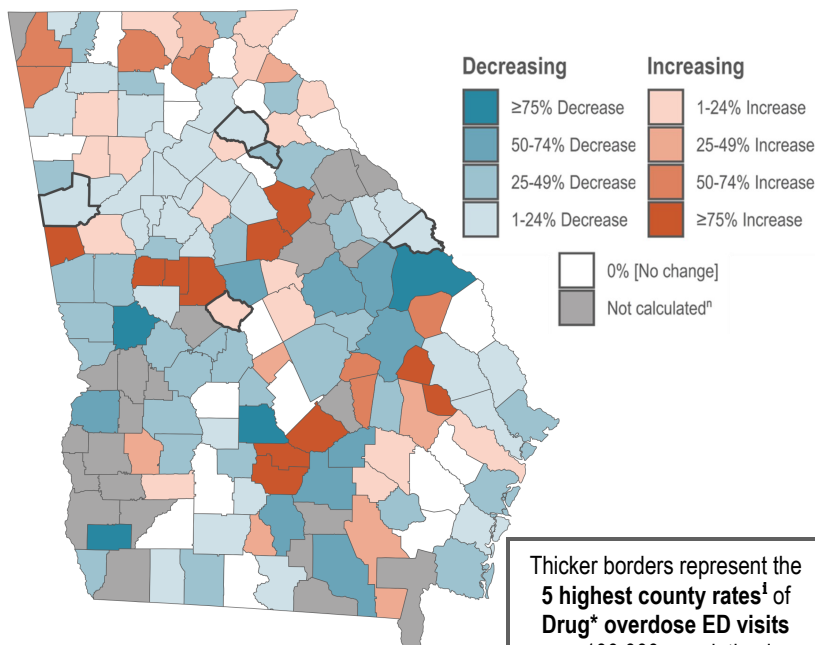 Decreasing
≥75% Decrease
50-74% Decrease
25-49% Decrease
1-24% Decrease
Increasing
1-24% Increase
25-49% Increase
50-74% Increase
≥75% Increase
0% [No change]
Not calculatedⁿ
Thicker borders represent the
5 highest county rates¹ of
Drug* overdose ED visits